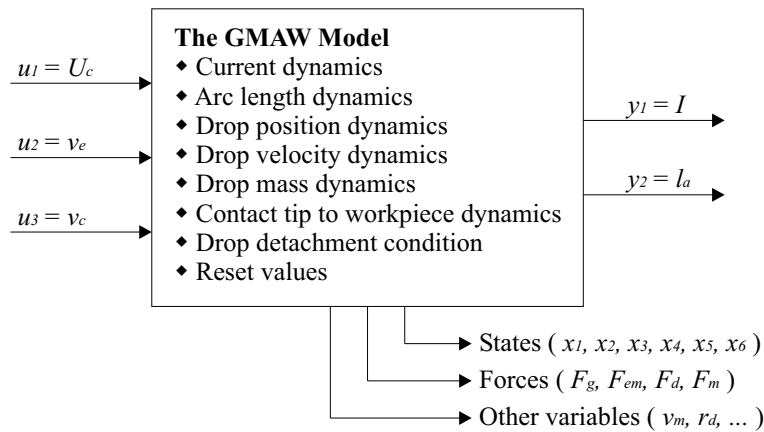 The GMAW Model
◆ Current dynamics
◆ Arc length dynamics
◆ Drop position dynamics
◆ Drop velocity dynamics
◆ Drop mass dynamics
◆ Contact tip to workpiece dynamics
◆ Drop detachment condition
◆ Reset values
u1 = Uc
u2 = ve
u3 = vc
y1 = I
y2 = la
States ( x1, x2, x3, x4, x5, x6 )
Forces ( Fg, Fem, Fd, Fm )
Other variables ( vm, rd, ... )